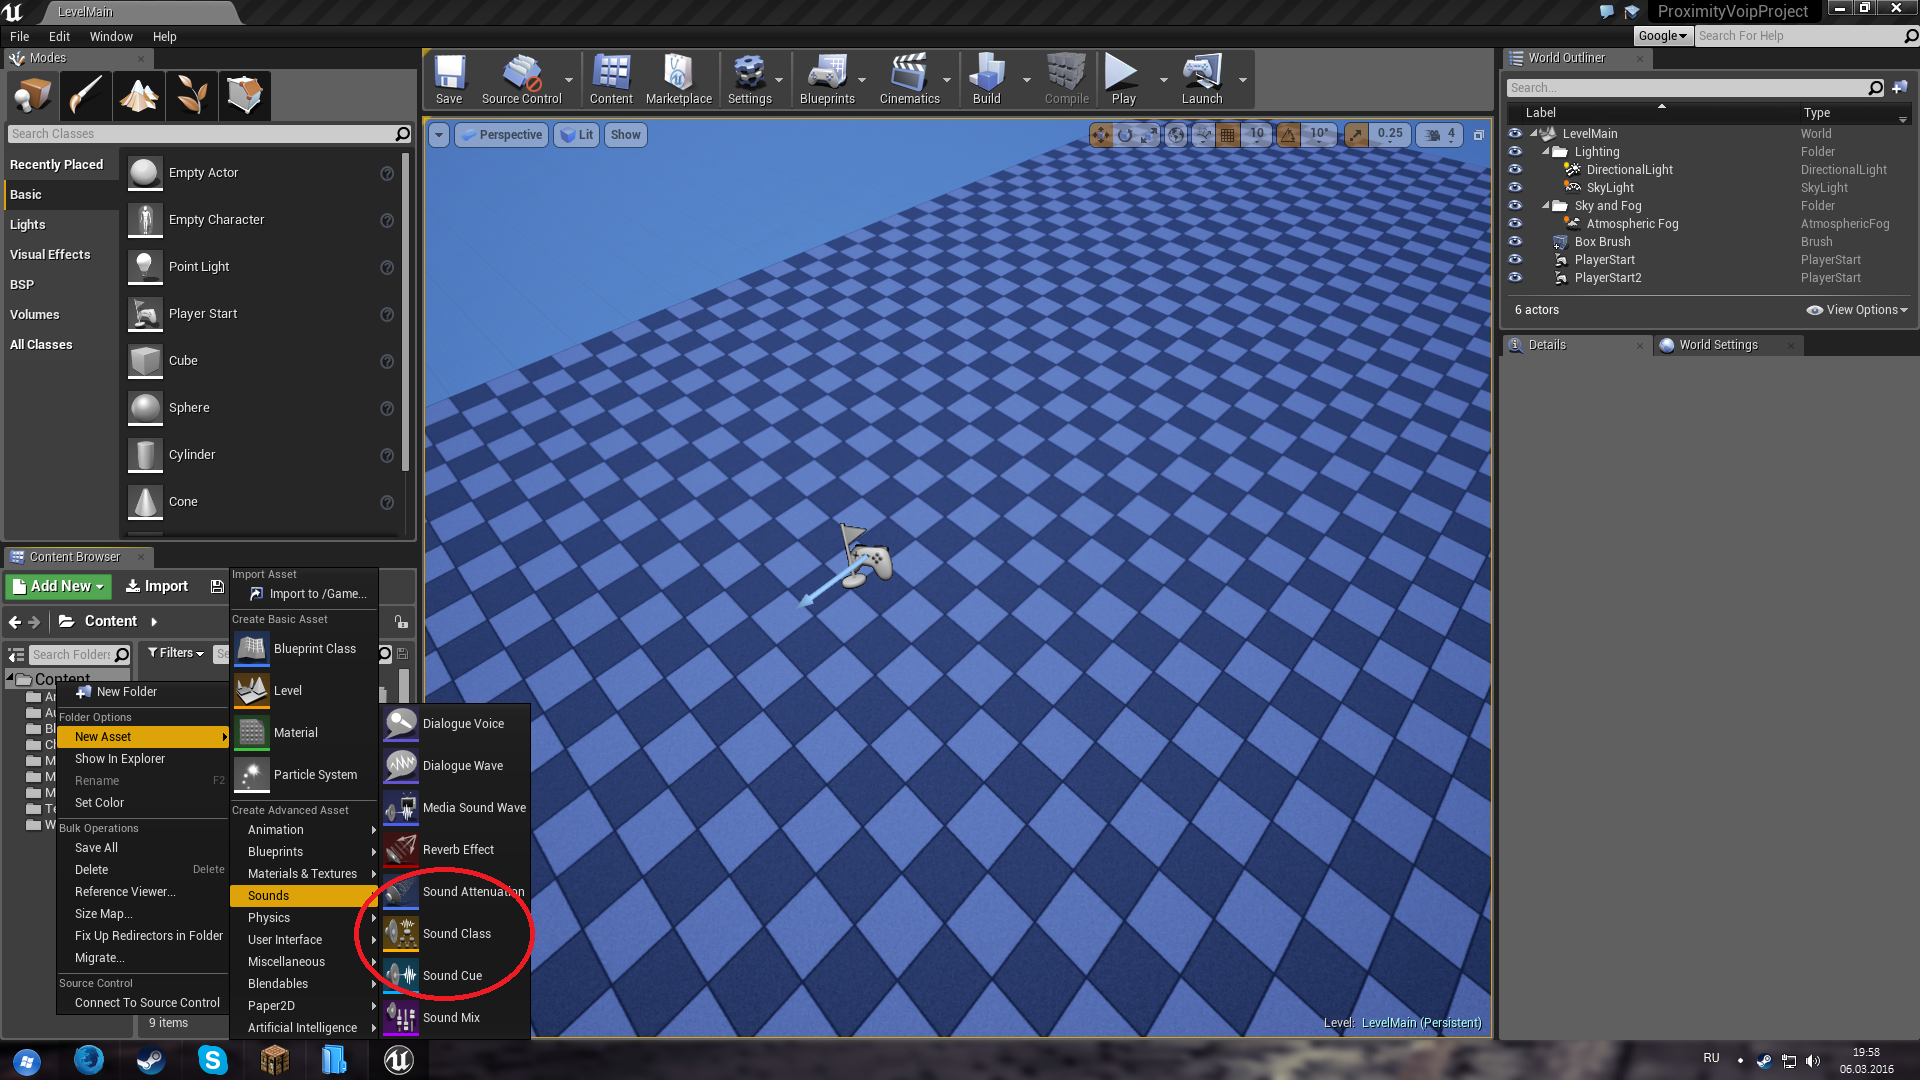 LevelMain
ProximityVoipProject
File Edit Window Help
Google Search For Help
Modes
Search Classes
Recently Placed
Basic
Lights
Visual Effects
BSP
Volumes
All Classes
Empty Actor
Empty Character
Point Light
Player Start
Cube
Sphere
Cylinder
Cone
Save
Source Control
Content
Marketplace
Settings
Blueprints
Cinematics
Build
Compile
Play
Launch
Perspective Lit Show
10 10° 0.25 4
Level: LevelMain (Persistent)
World Outliner
Search...
Label Type
LevelMain World
Lighting Folder
DirectionalLight DirectionalLight
SkyLight SkyLight
Sky and Fog Folder
Atmospheric Fog AtmosphericFog
Box Brush Brush
PlayerStart PlayerStart
PlayerStart2 PlayerStart
6 actors View Options
Details World Settings
Content Browser
Add New Import
Content
Search Folders Filters Se
Content
A
Au
Bl
Ch
M
M
M
Te
W
9 items
New Folder
Folder Options
New Asset
Show In Explorer
Rename F2
Set Color
Bulk Operations
Save All
Delete Delete
Reference Viewer...
Size Map...
Fix Up Redirectors in Folder
Migrate...
Source Control
Connect To Source Control
Import Asset
Import to /Game...
Create Basic Asset
Blueprint Class
Level
Material
Particle System
Create Advanced Asset
Animation
Blueprints
Materials & Textures
Sounds
Physics
User Interface
Miscellaneous
Blendables
Paper2D
Artificial Intelligence
Dialogue Voice
Dialogue Wave
Media Sound Wave
Reverb Effect
Sound Attenuation
Sound Class
Sound Cue
Sound Mix
RU
19:58
06.03.2016